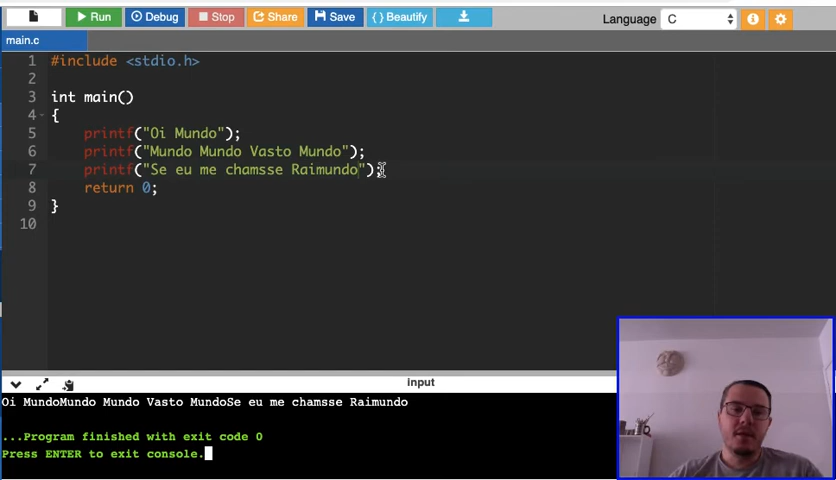 Run Debug Stop Share Save { } Beautify Language C
main.c
1 #include <stdio.h>
2
3 int main()
4 {
5 printf("Oi Mundo");
6 printf("Mundo Mundo Vasto Mundo");
7 printf("Se eu me chamsse Raimundo");
8 return 0;
9 }
10
input
Oi MundoMundo Mundo Vasto MundoSe eu me chamsse Raimundo
...Program finished with exit code 0
Press ENTER to exit console.